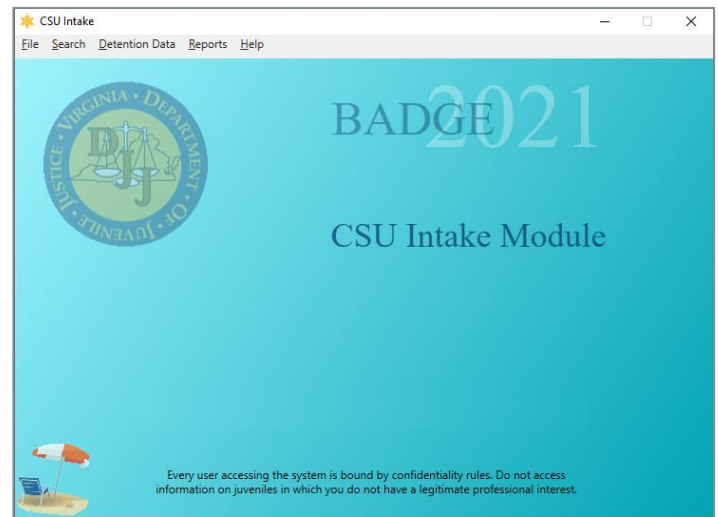 CSU Intake
File Search Detention Data Reports Help
VIRGINIA • DEPARTMENT • OF JUVENILE • JUSTICE •
DJJ
BADGE 2021
CSU Intake Module
Every user accessing the system is bound by confidentiality rules. Do not access
information on juveniles in which you do not have a legitimate professional interest.